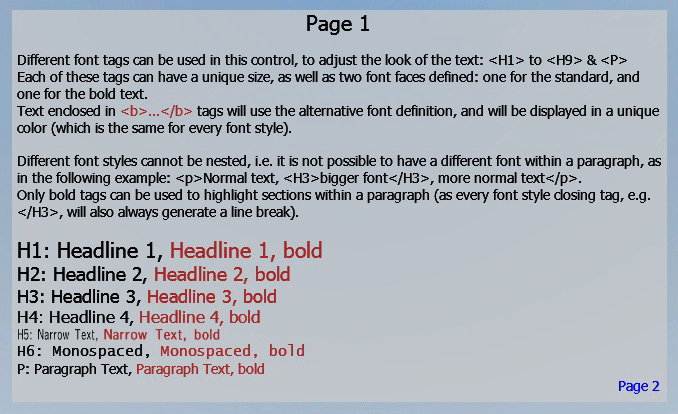 Page 1
Different font tags can be used in this control, to adjust the look of the text: <H1> to <H9> & <P>
Each of these tags can have a unique size, as well as two font faces defined: one for the standard, and
one for the bold text.
Text enclosed in <b>...</b> tags will use the alternative font definition, and will be displayed in a unique
color (which is the same for every font style).
Different font styles cannot be nested, i.e. it is not possible to have a different font within a paragraph, as
in the following example: <p>Normal text, <H3>bigger font</H3>, more normal text</p>.
Only bold tags can be used to highlight sections within a paragraph (as every font style closing tag, e.g.
</H3>, will also always generate a line break).
H1: Headline 1, Headline 1, bold
H2: Headline 2, Headline 2, bold
H3: Headline 3, Headline 3, bold
H4: Headline 4, Headline 4, bold
H5: Narrow Text, Narrow Text, bold
H6: Monospaced, Monospaced, bold
P: Paragraph Text, Paragraph Text, bold
Page 2